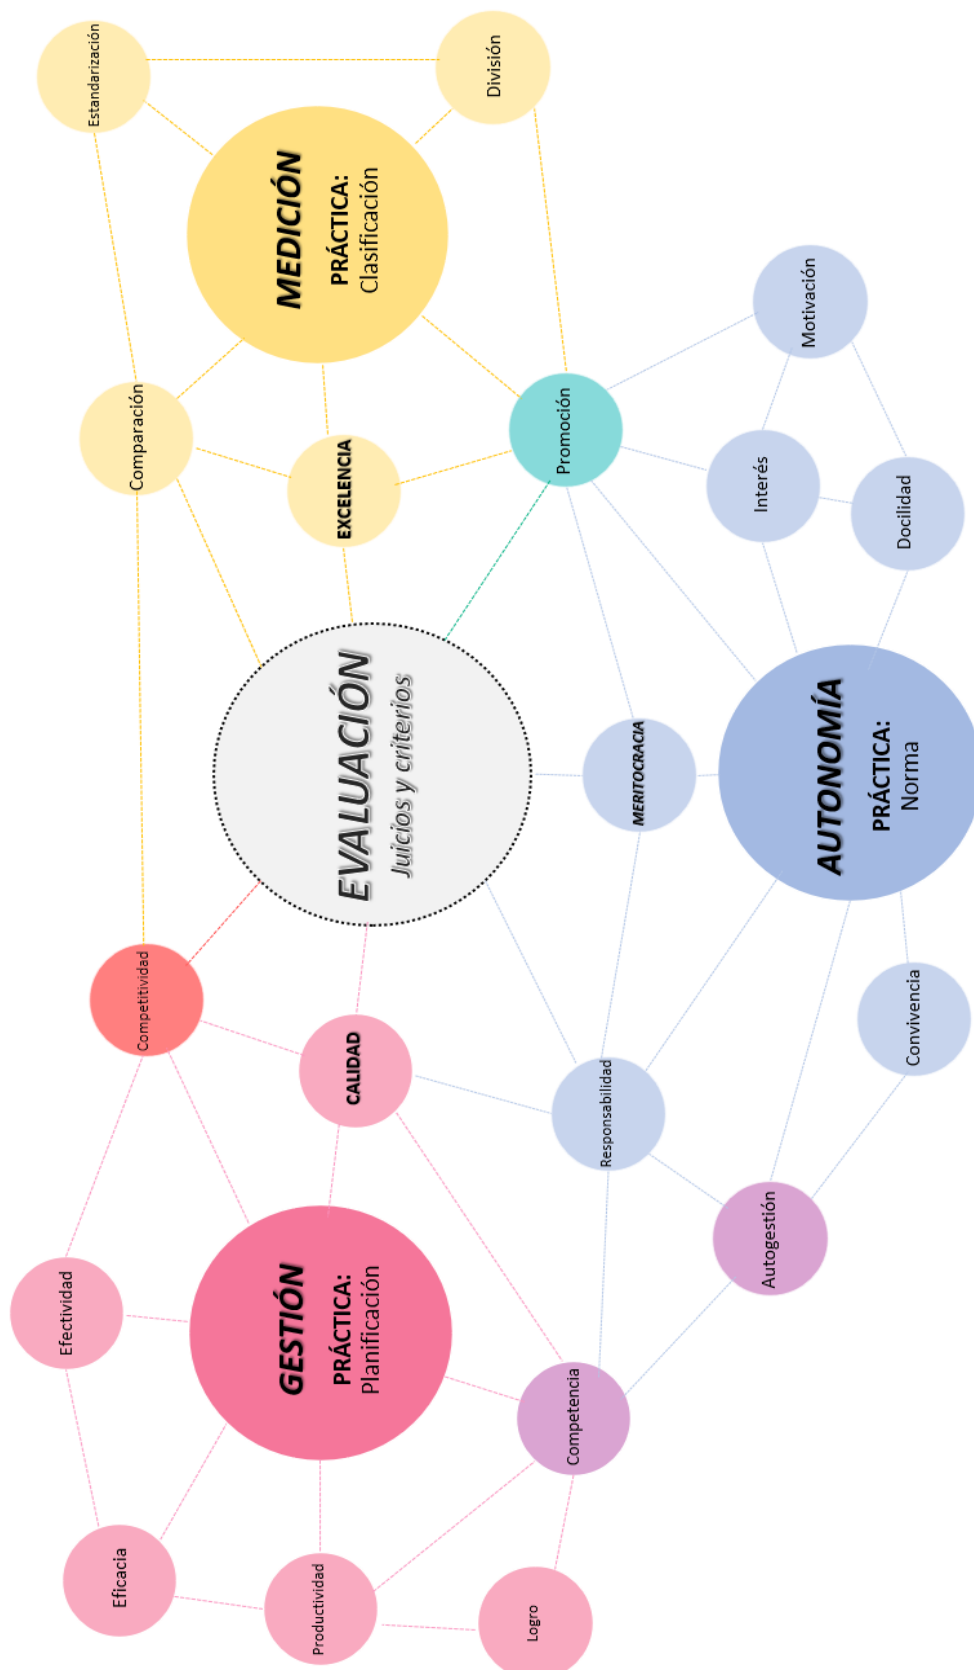 Eficacia
Efectividad
Competitividad
Comparación
Estandarización
Productividad
GESTIÓN
PRÁCTICA:
Planificación
CALIDAD
EVALUACIÓN
Juicios y criterios
EXCELENCIA
MEDICIÓN
PRÁCTICA:
Clasificación
División
Logro
Competencia
Responsabilidad
MERITOCRACIA
Promoción
Autogestión
Convivencia
AUTONOMÍA
PRÁCTICA:
Norma
Interés
Docilidad
Motivación